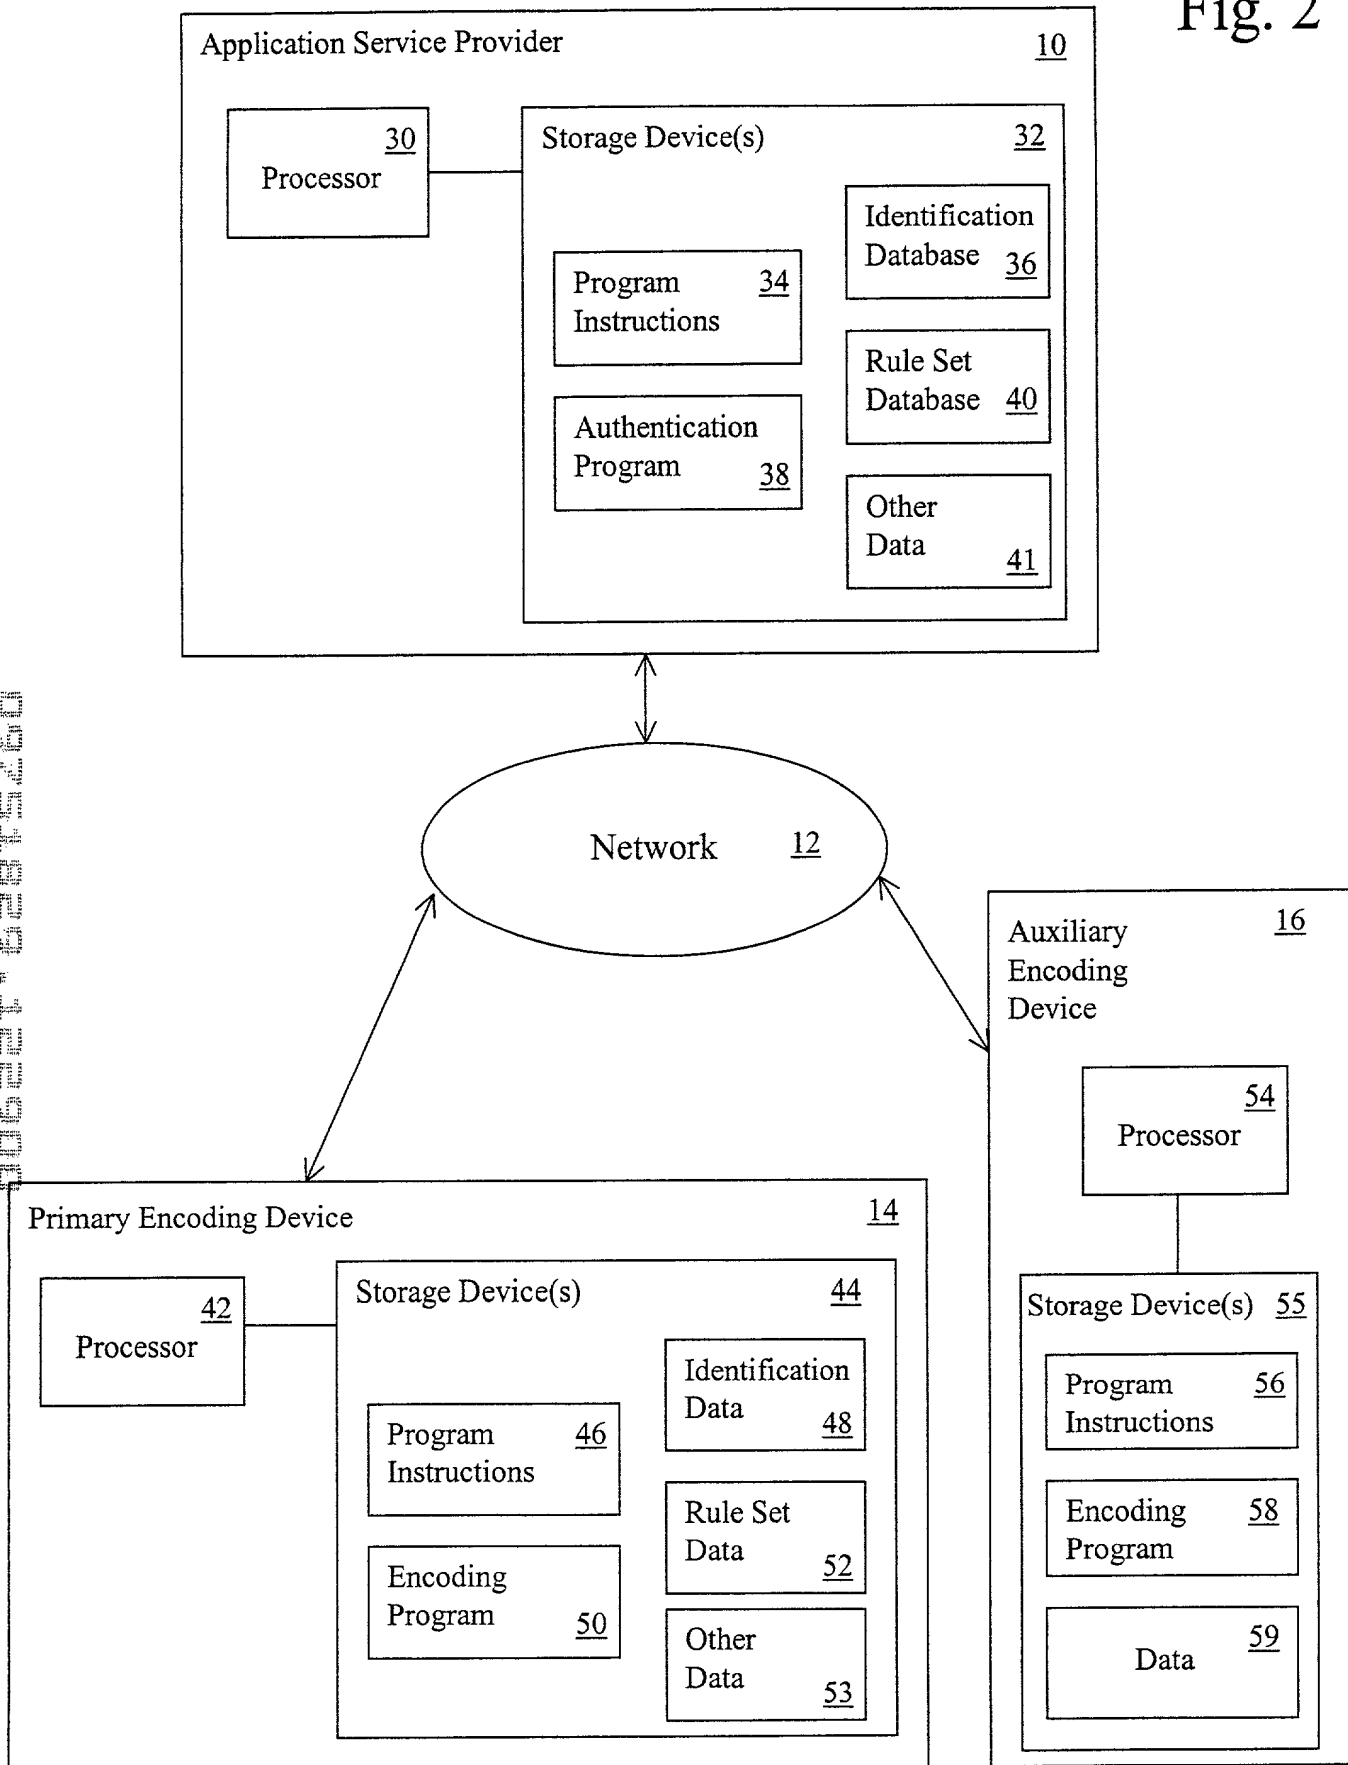 Fig. 2
Application Service Provider 10
30
Processor
Storage Device(s) 32
Identification
Database 36
Program 34
Instructions
Rule Set
Database 40
Authentication
Program 38
Other
Data 41
Network 12
Auxiliary 16
Encoding
Device
54
Processor
Storage Device(s) 55
Program 56
Instructions
Encoding 58
Program
59
Data
Primary Encoding Device 14
42
Processor
Storage Device(s) 44
Identification
Data 48
Program 46
Instructions
Rule Set
Data 52
Encoding
Program 50
Other
Data 53